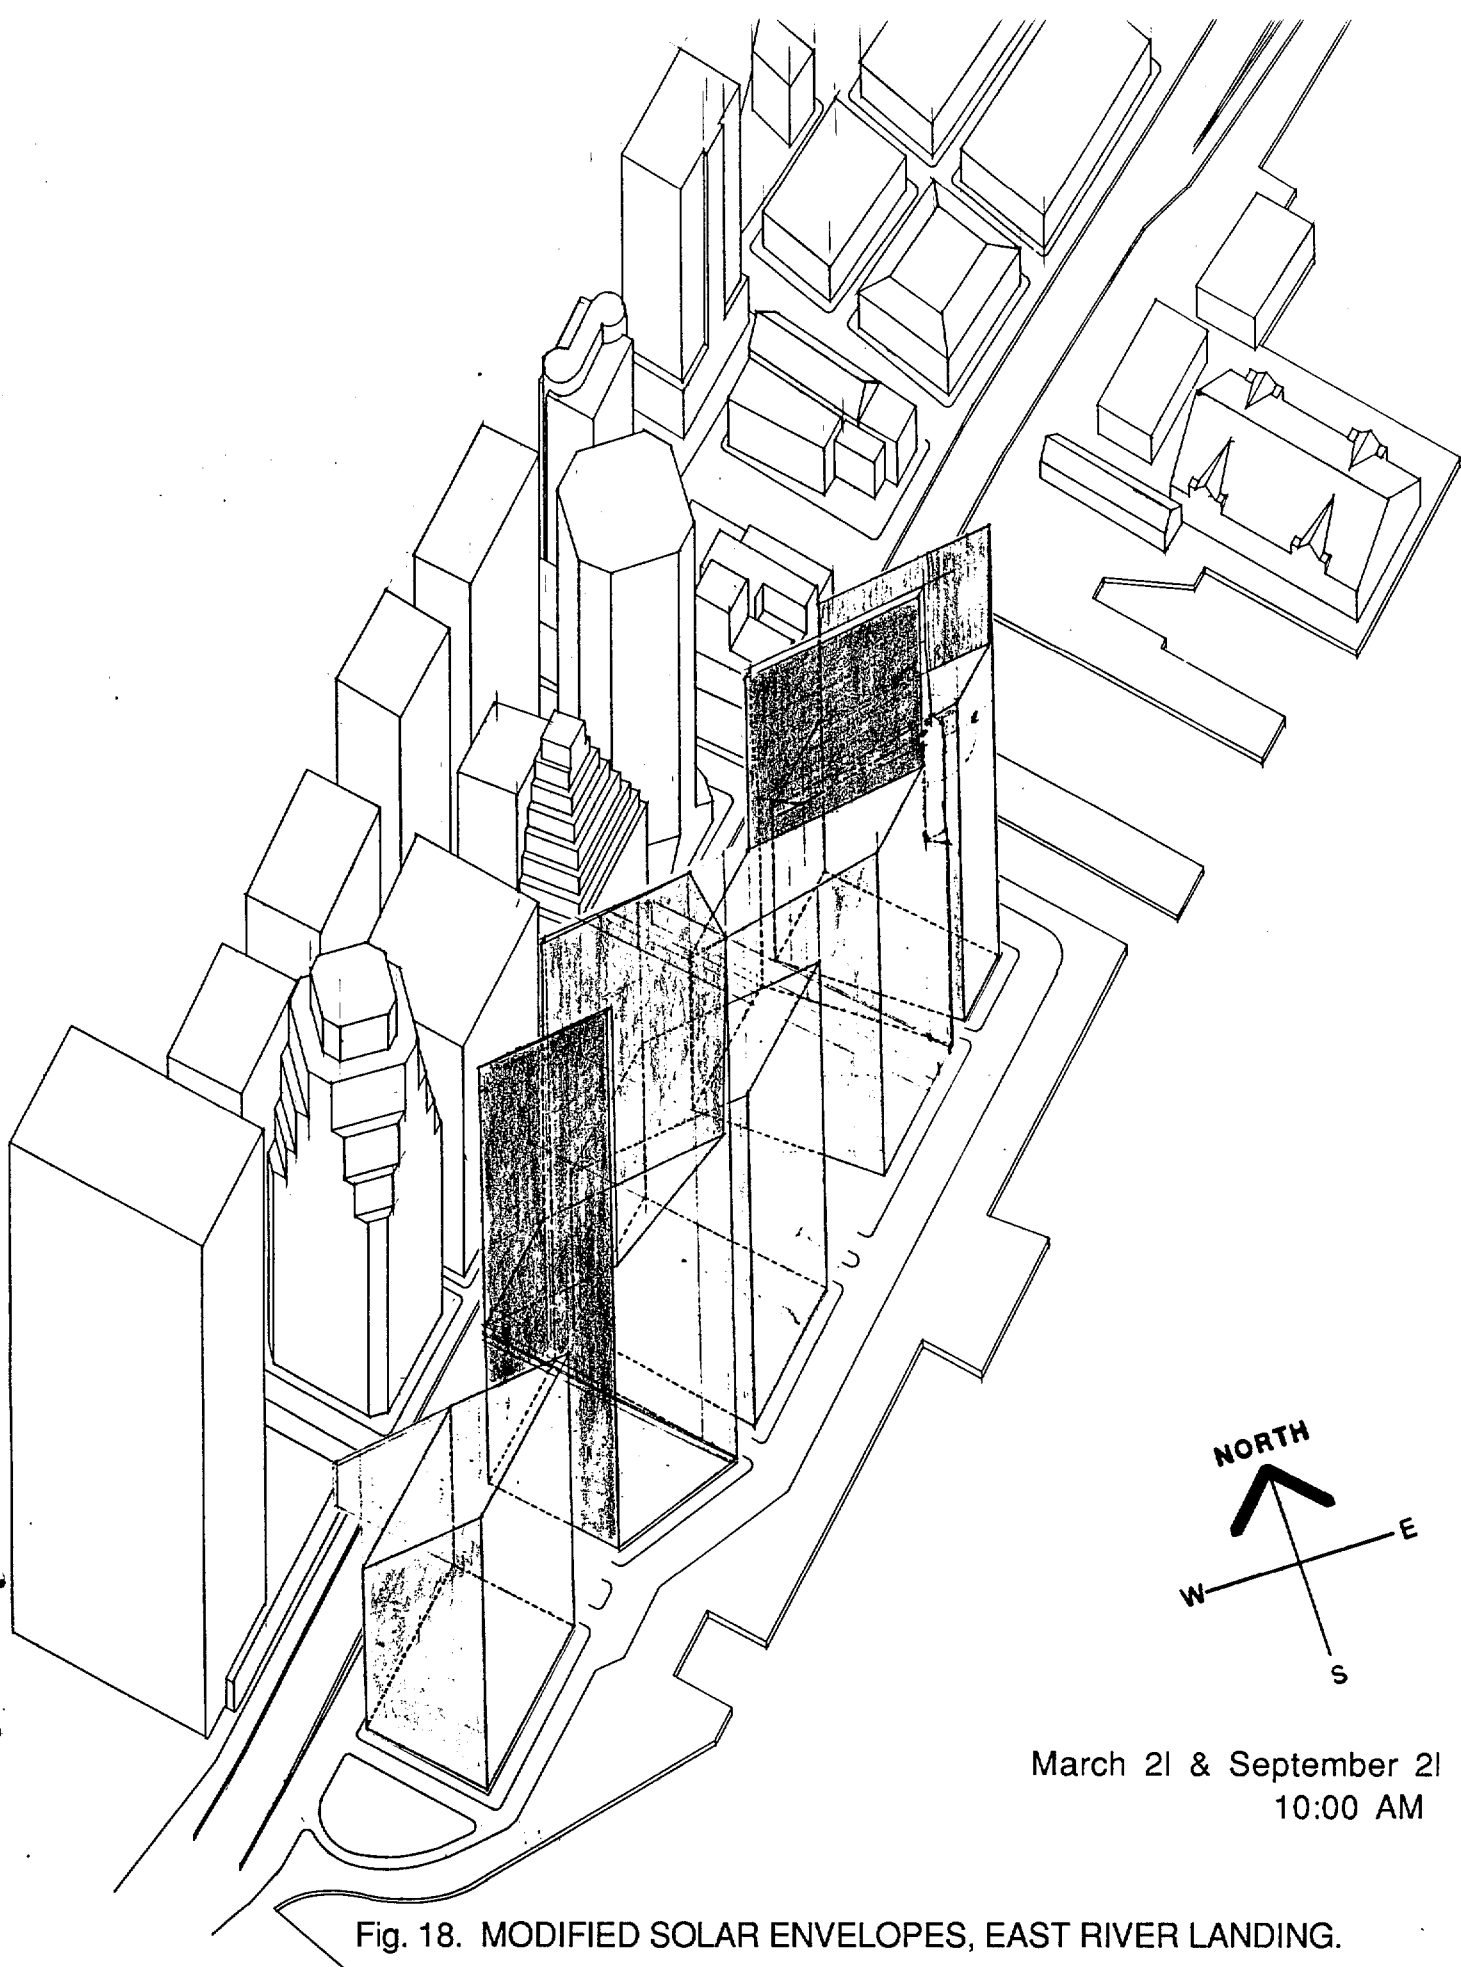 NORTH
E
W
S
March 2l & September 2l
10:00 AM
Fig. 18. MODIFIED SOLAR ENVELOPES, EAST RIVER LANDING.